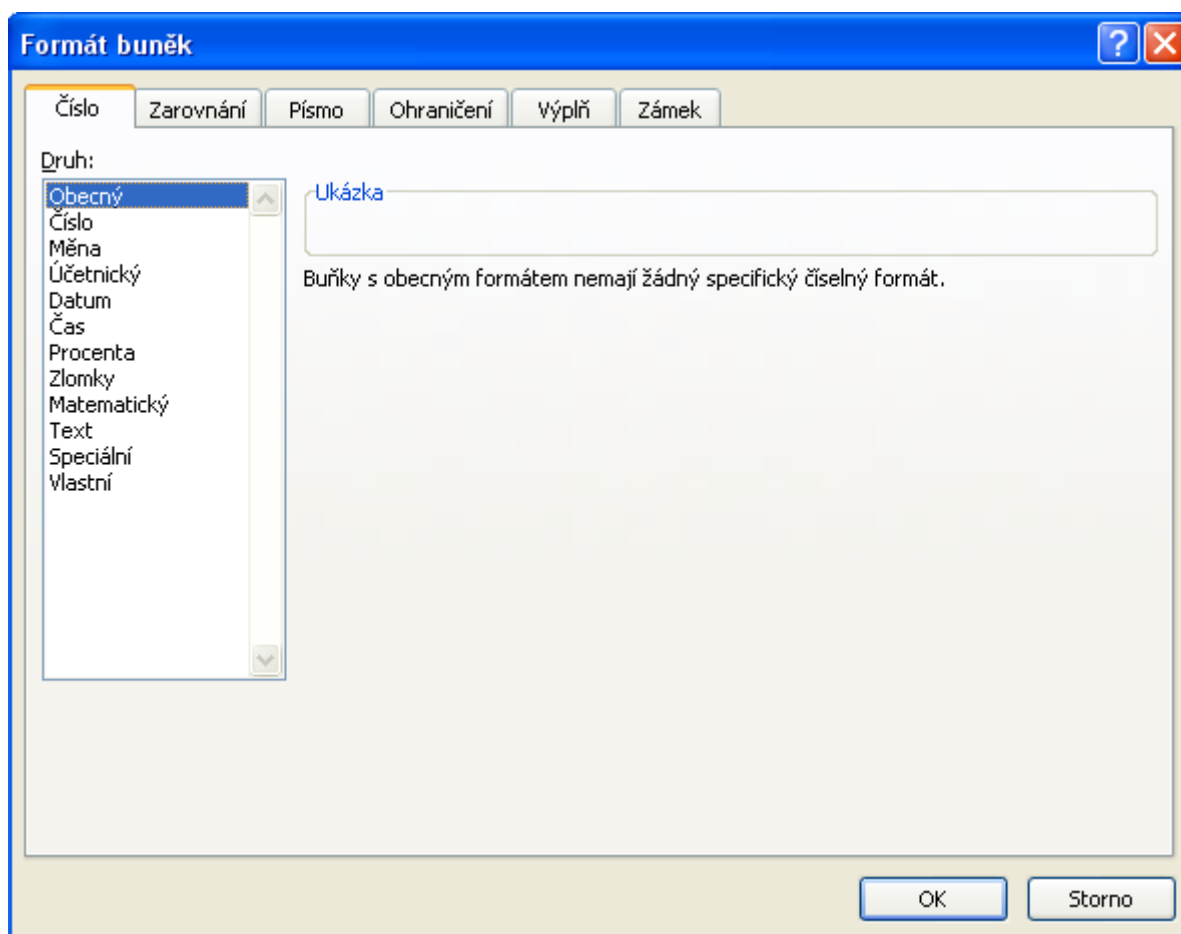 Formát buněk
Číslo Zarovnání Písmo Ohraničení Výplň Zámek
Druh:
Obecný
Číslo
Měna
Účetnický
Datum
Čas
Procenta
Zlomky
Matematický
Text
Speciální
Vlastní
Ukázka
Buňky s obecným formátem nemají žádný specifický číselný formát.
OK Storno